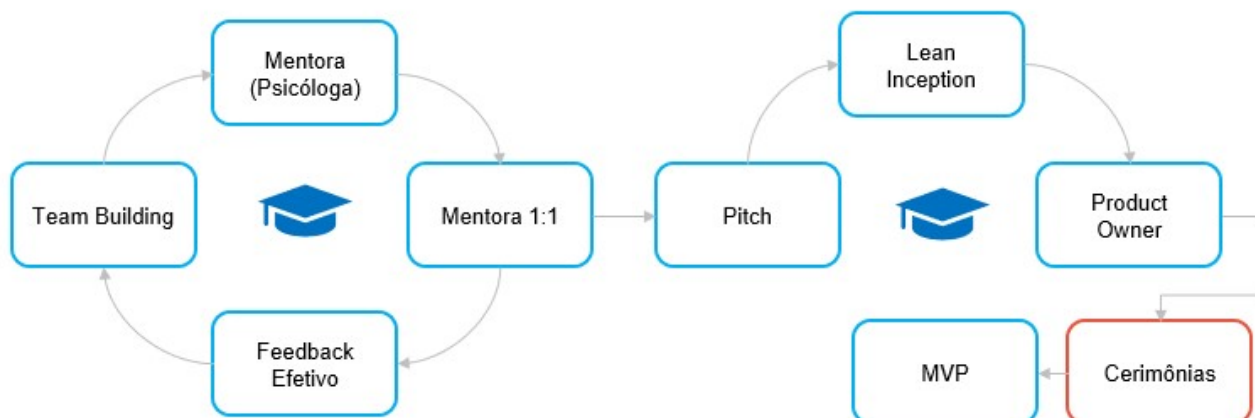 Mentora
(Psicóloga)
Lean
Inception
Team Building
Mentora 1:1
Pitch
Product
Owner
Feedback
Efetivo
MVP
Cerimônias